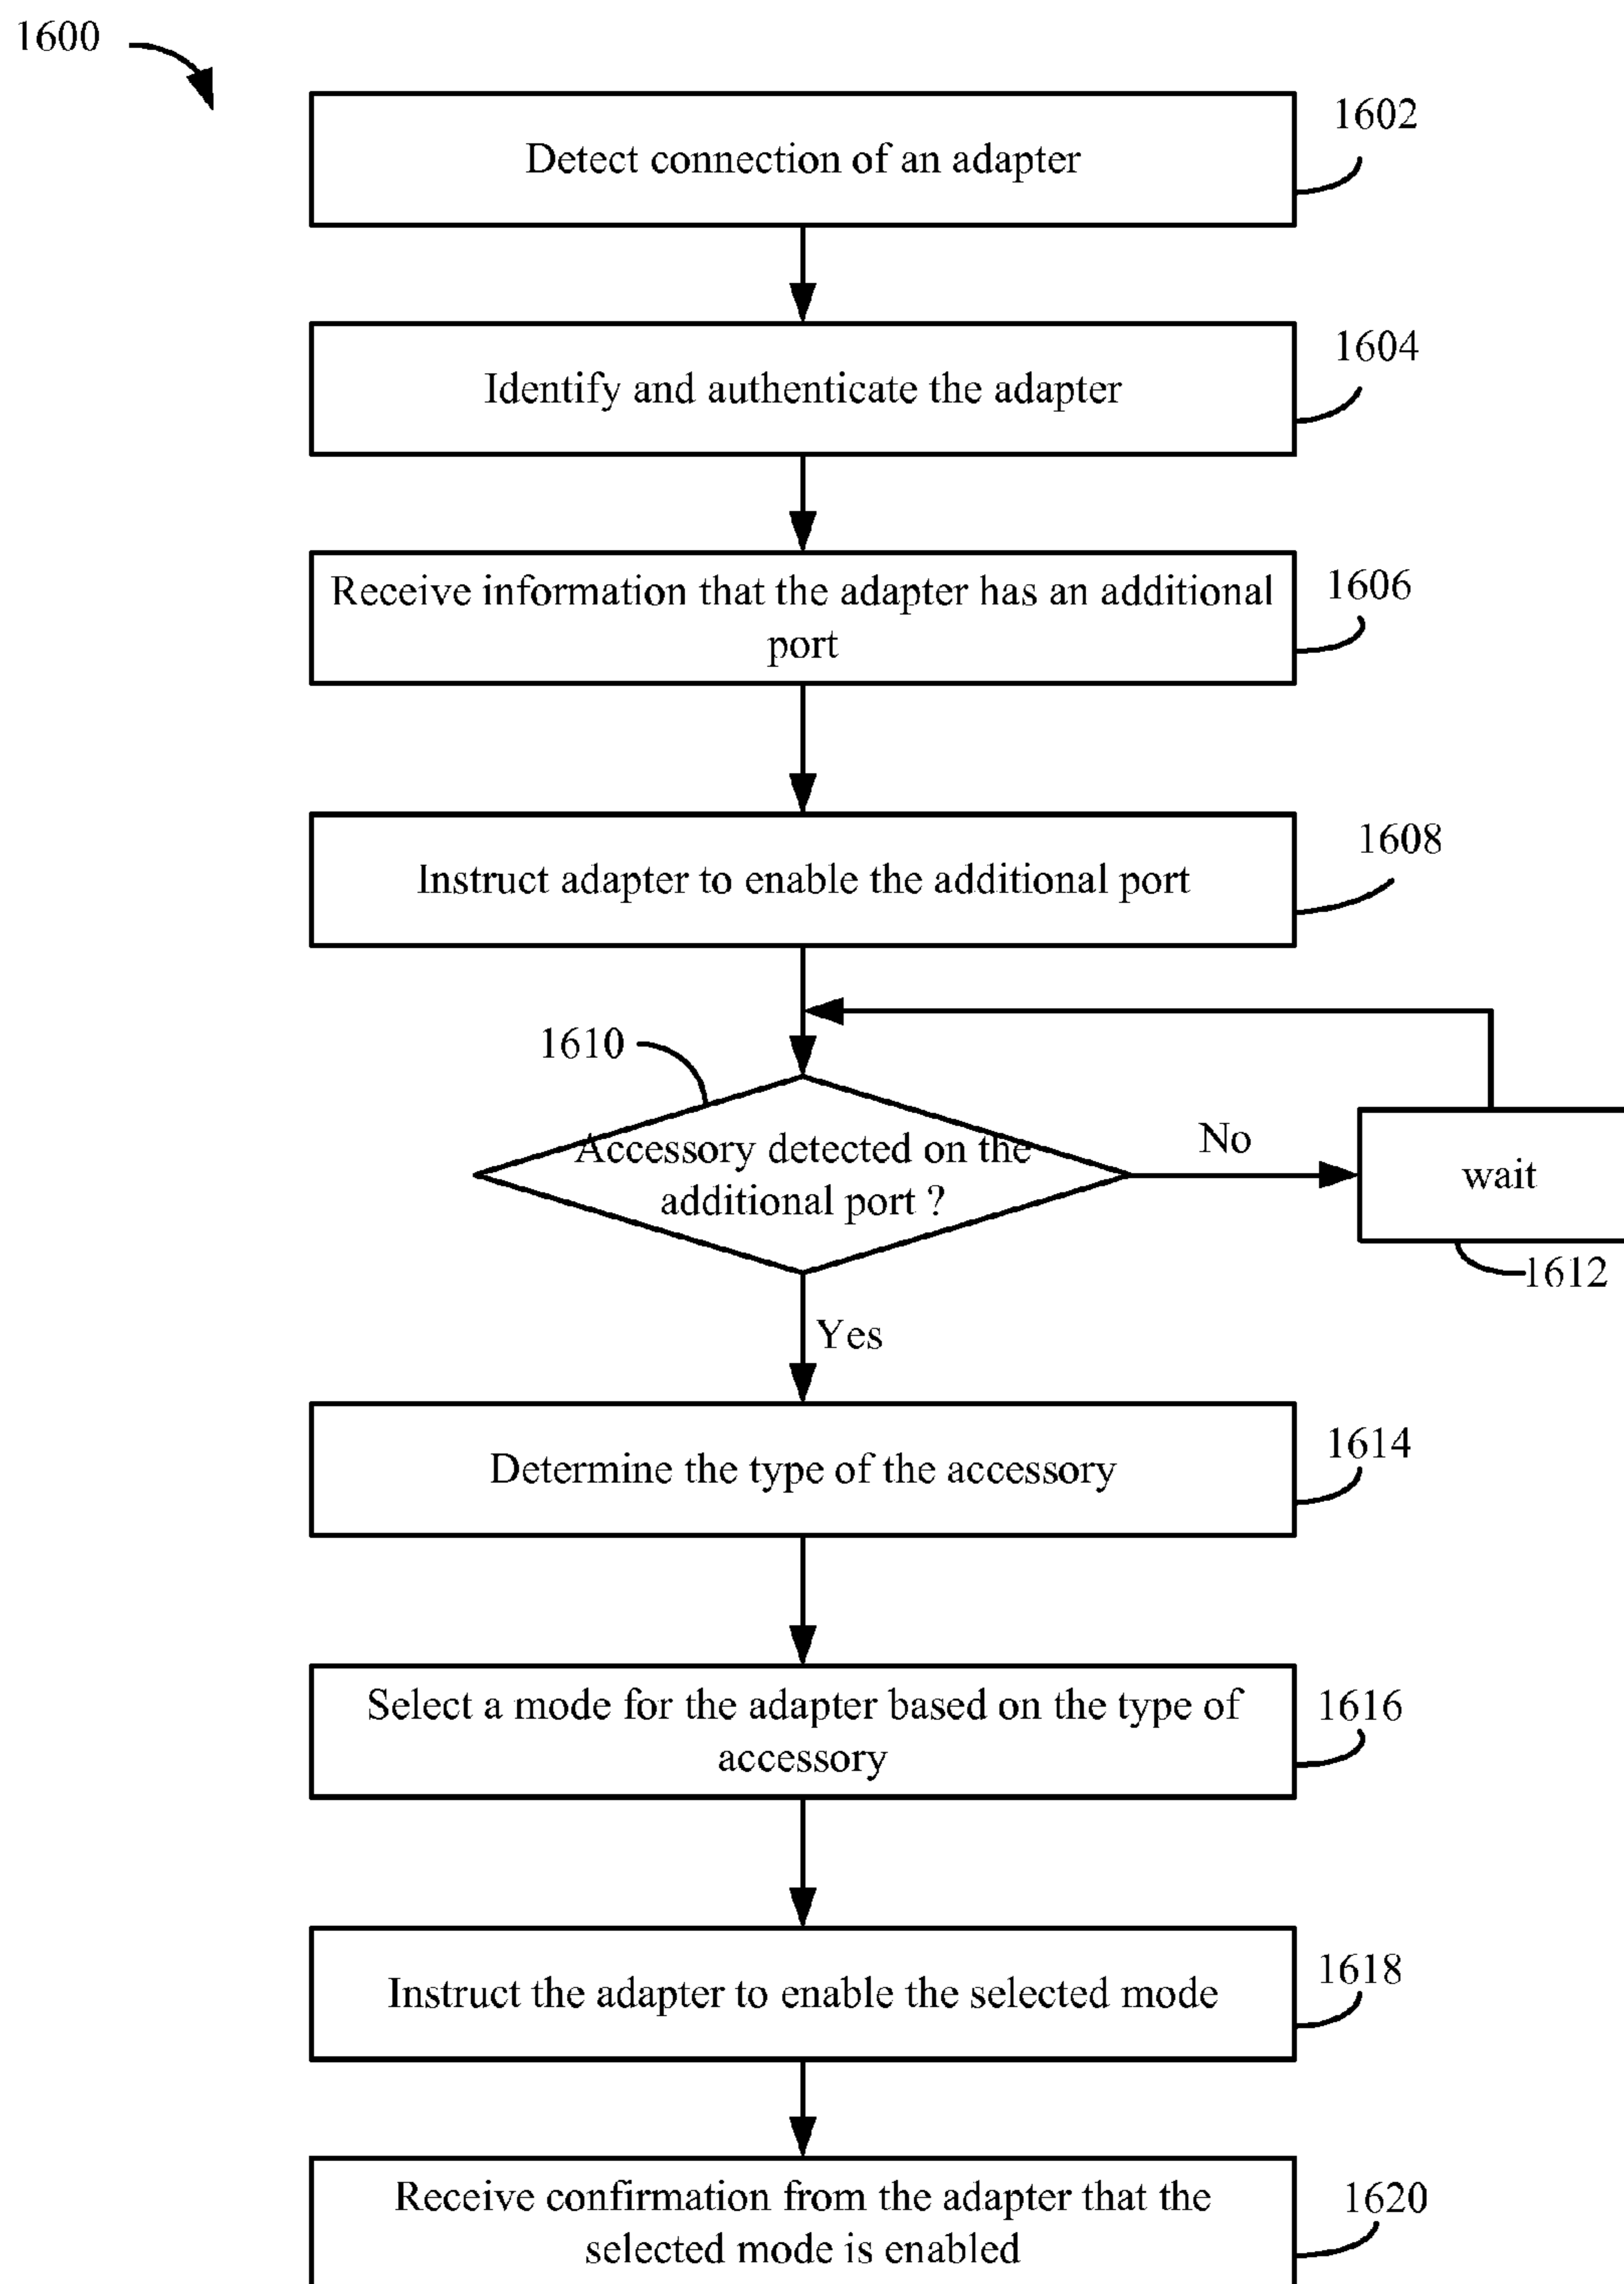 1600
1602
Detect connection of an adapter
1604
Identify and authenticate the adapter
Receive information that the adapter has an additional
port
1606
1608
Instruct adapter to enable the additional port
1610
Accessory detected on the
additional port ?
No
wait
1612
Yes
1614
Determine the type of the accessory
Select a mode for the adapter based on the type of
accessory
1616
1618
Instruct the adapter to enable the selected mode
Receive confirmation from the adapter that the
selected mode is enabled
1620